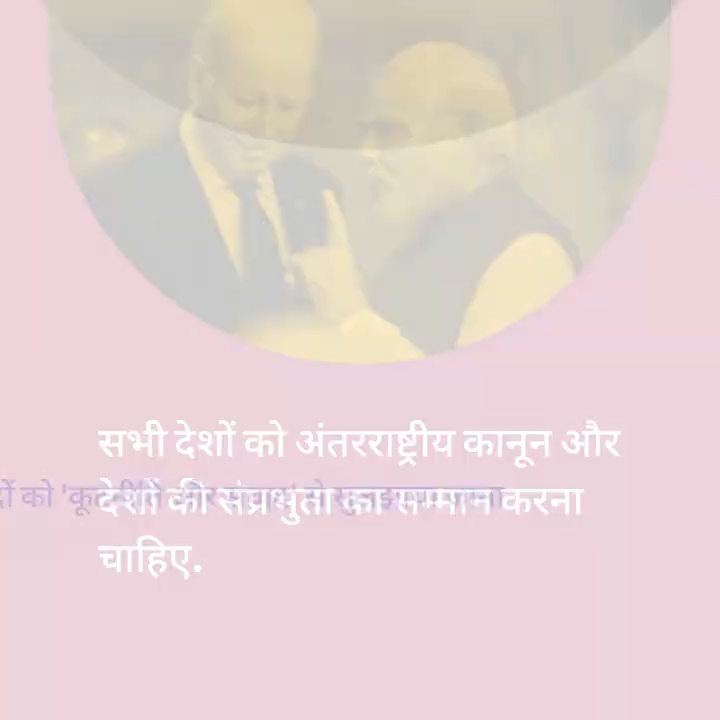 सभी देशों को अंतरराष्ट्रीय कानून और
देशों की संप्रभुता का सम्मान करना
चाहिए.
को
से